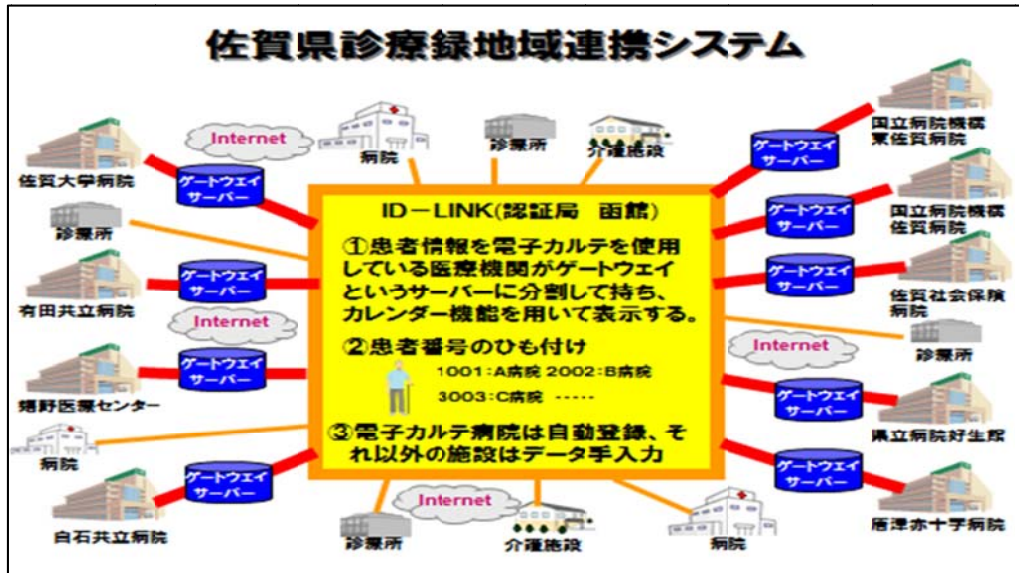 佐賀県診療録地域連携システム
Internet
病院
診療所
介護施設
国立病院機構
東佐賀病院
佐賀大学病院
ゲートウェイ
サーバー
ゲートウェイ
サーバー
診療所
ID－LINK(認証局　函館)
①患者情報を電子カルテを使用
している医療機関がゲートウェイ
というサーバーに分割して持ち、
カレンダー機能を用いて表示する。
②患者番号のひも付け
1001：A病院 2002：B病院
3003：C病院 -----
③電子カルテ病院は自動登録、そ
れ以外の施設はデータ手入力
ゲートウェイ
サーバー
国立病院機構
佐賀病院
有田共立病院
ゲートウェイ
サーバー
ゲートウェイ
サーバー
佐賀社会保険
病院
Internet
診療所
Internet
嬉野医療センター
ゲートウェイ
サーバー
ゲートウェイ
サーバー
県立病院好生館
病院
白石共立病院
ゲートウェイ
サーバー
ゲートウェイ
サーバー
唐津赤十字病院
Internet
診療所
介護施設
病院